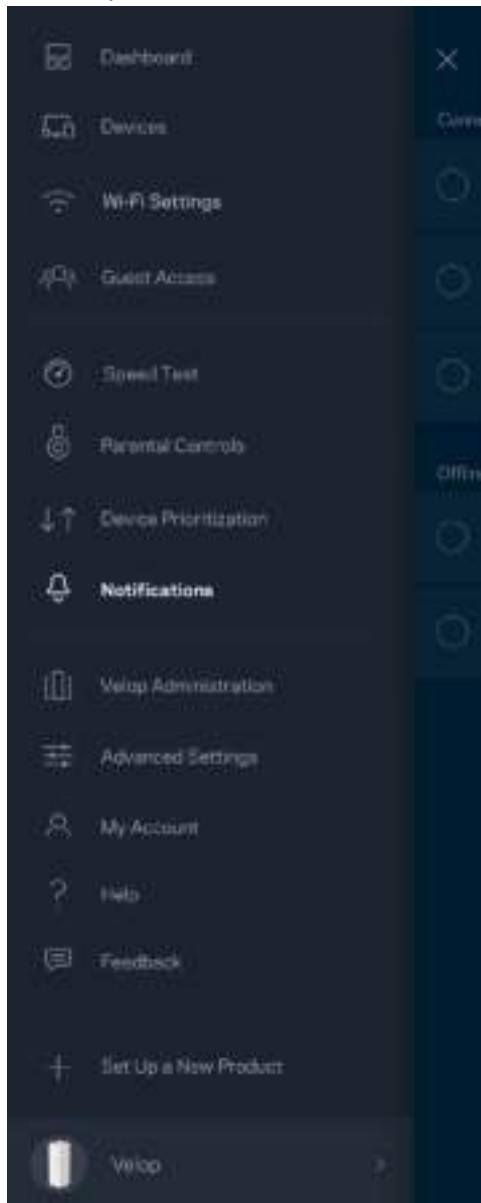 Dashboard
Devices
Wi-Fi Settings
Guest Access
Speed Test
Parental Controls
Device Prioritization
Notifications
Velop Administration
Advanced Settings
My Account
Help
Feedback
Set Up a New Product
Velop